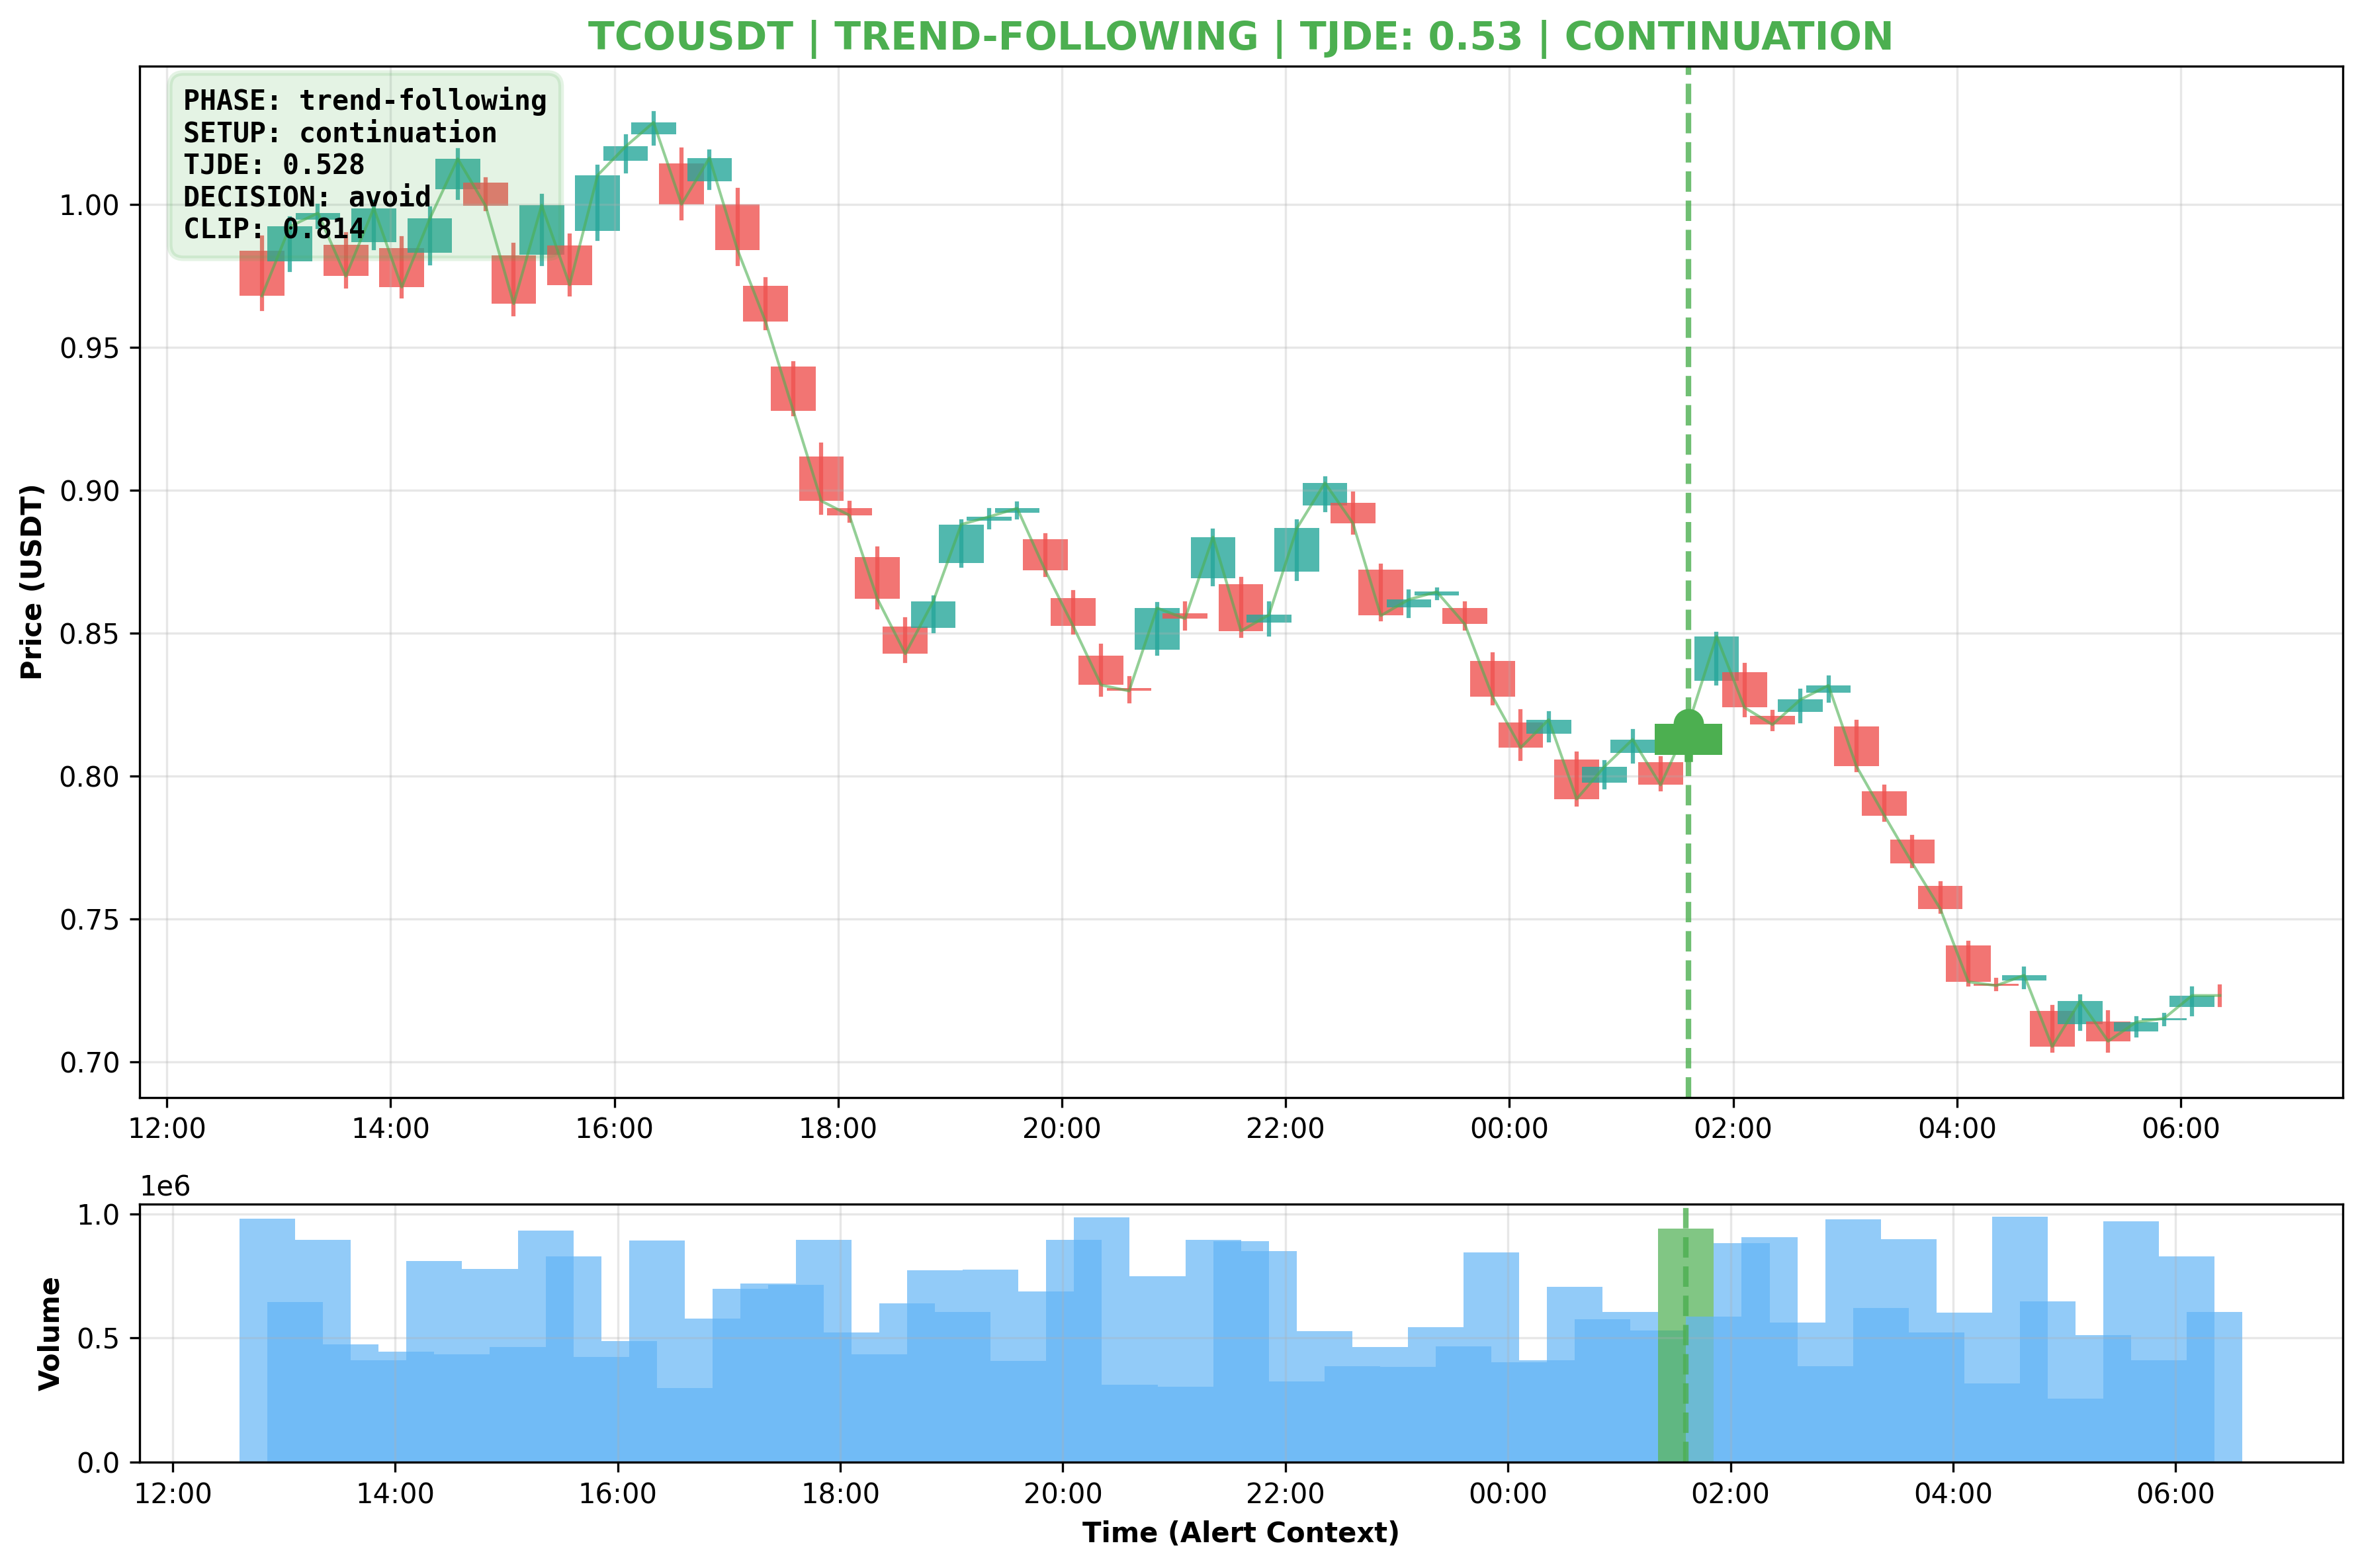 TCOUSDT | TREND-FOLLOWING | TJDE: 0.53 | CONTINUATION
PHASE: trend-following
SETUP: continuation
TJDE: 0.528
DECISION: avoid
CLIP: 0.814
Price (USDT)
1.00
0.95
0.90
0.85
0.80
0.75
0.70
12:00 14:00 16:00 18:00 20:00 22:00 00:00 02:00 04:00 06:00
1e6
Volume
1.0
0.5
0.0
12:00 14:00 16:00 18:00 20:00 22:00 00:00 02:00 04:00 06:00
Time (Alert Context)